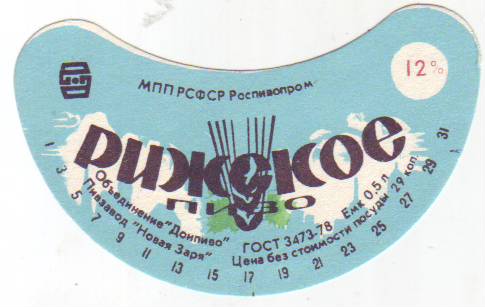 МПП РСФСР Роспивопром
12%
Рижское
пиво
Объединение "Донпиво"
Пивзавод "Новая Заря"
ГОСТ 3473-78 Емк 0,5 л
Цена без стоимости посуды 29 коп
1 3 5 7 9 11 13 15 17 19 21 23 25 27 29 31